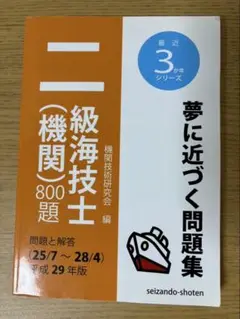 最近
3か年
シリーズ
夢に近づく問題集
二級海技士(機関)800題
機関技術研究会 編
問題と解答
(25/7～28/4)
平成29年版
seizando-shoten